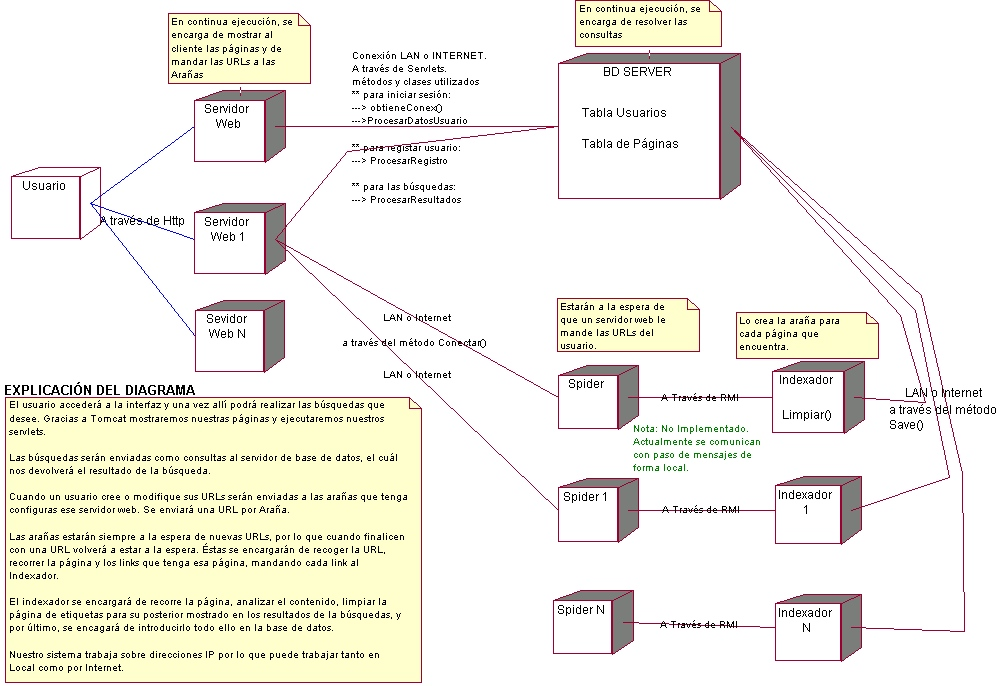 En continua ejecución, se
encarga de mostrar al
cliente las páginas y de
mandar las URLs a las
Arañas
En continua ejecución, se
encarga de resolver las
consultas
Conexión LAN o INTERNET.
A través de Servlets.
métodos y clases utilizados
** para iniciar sesión:
---> obtieneConex()
--->ProcesarDatosUsuario
** para registar usuario:
---> ProcesarRegistro
** para las búsquedas:
---> ProcesarResultados
BD SERVER
Tabla Usuarios
Tabla de Páginas
Servidor
Web
Usuario
A través de Http
Servidor
Web 1
Sevidor
Web N
LAN o Internet
a través del método Conectar()
LAN o Internet
Estarán a la espera de
que un servidor web le
mande las URLs del
usuario.
Lo crea la araña para
cada página que
encuentra.
Spider
A Través de RMI
Indexador
Limpiar()
LAN o Internet
a través del método
Save()
Nota: No Implementado.
Actualmente se comunican
con paso de mensajes de
forma local.
Spider 1
A Través de RMI
Indexador
1
Spider N
A Través de RMI
Indexador
N
EXPLICACIÓN DEL DIAGRAMA
El usuario accederá a la interfaz y una vez allí podrá realizar las búsquedas que
desee. Gracias a Tomcat mostraremos nuestras páginas y ejecutaremos nuestros
servlets.
Las búsquedas serán enviadas como consultas al servidor de base de datos, el cuál
nos devolverá el resultado de la búsqueda.
Cuando un usuario cree o modifique sus URLs serán enviadas a las arañas que tenga
configuras ese servidor web. Se enviará una URL por Araña.
Las arañas estarán siempre a la espera de nuevas URLs, por lo que cuando finalicen
con una URL volverá a estar a la espera. Éstas se encargarán de recoger la URL,
recorrer la página y los links que tenga esa página, mandando cada link al
Indexador.
El indexador se encargará de recorre la página, analizar el contenido, limpiar la
página de etiquetas para su posterior mostrado en los resultados de la búsquedas, y
por último, se encagará de introducirlo todo ello en la base de datos.
Nuestro sistema trabaja sobre direcciones IP por lo que puede trabajar tanto en
Local como por Internet.